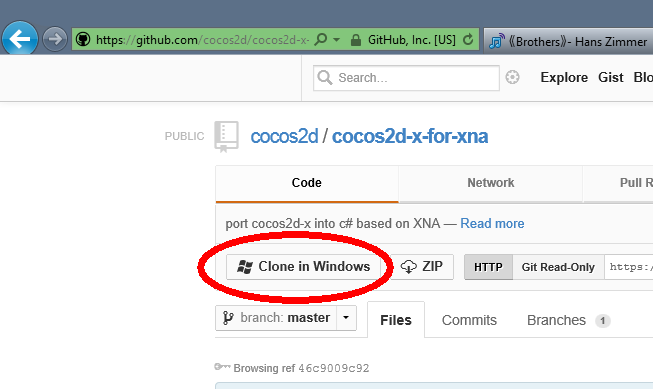 https://github.com/cocos2d/cocos2d-x- GitHub, Inc. [US] 《Brothers》- Hans Zimmer
Search... Explore Gist Blo
PUBLIC cocos2d / cocos2d-x-for-xna
Code Network Pull R
port cocos2d-x into c# based on XNA — Read more
Clone in Windows ZIP HTTP Git Read-Only https:
branch: master Files Commits Branches 1
Browsing ref 46c9009c92